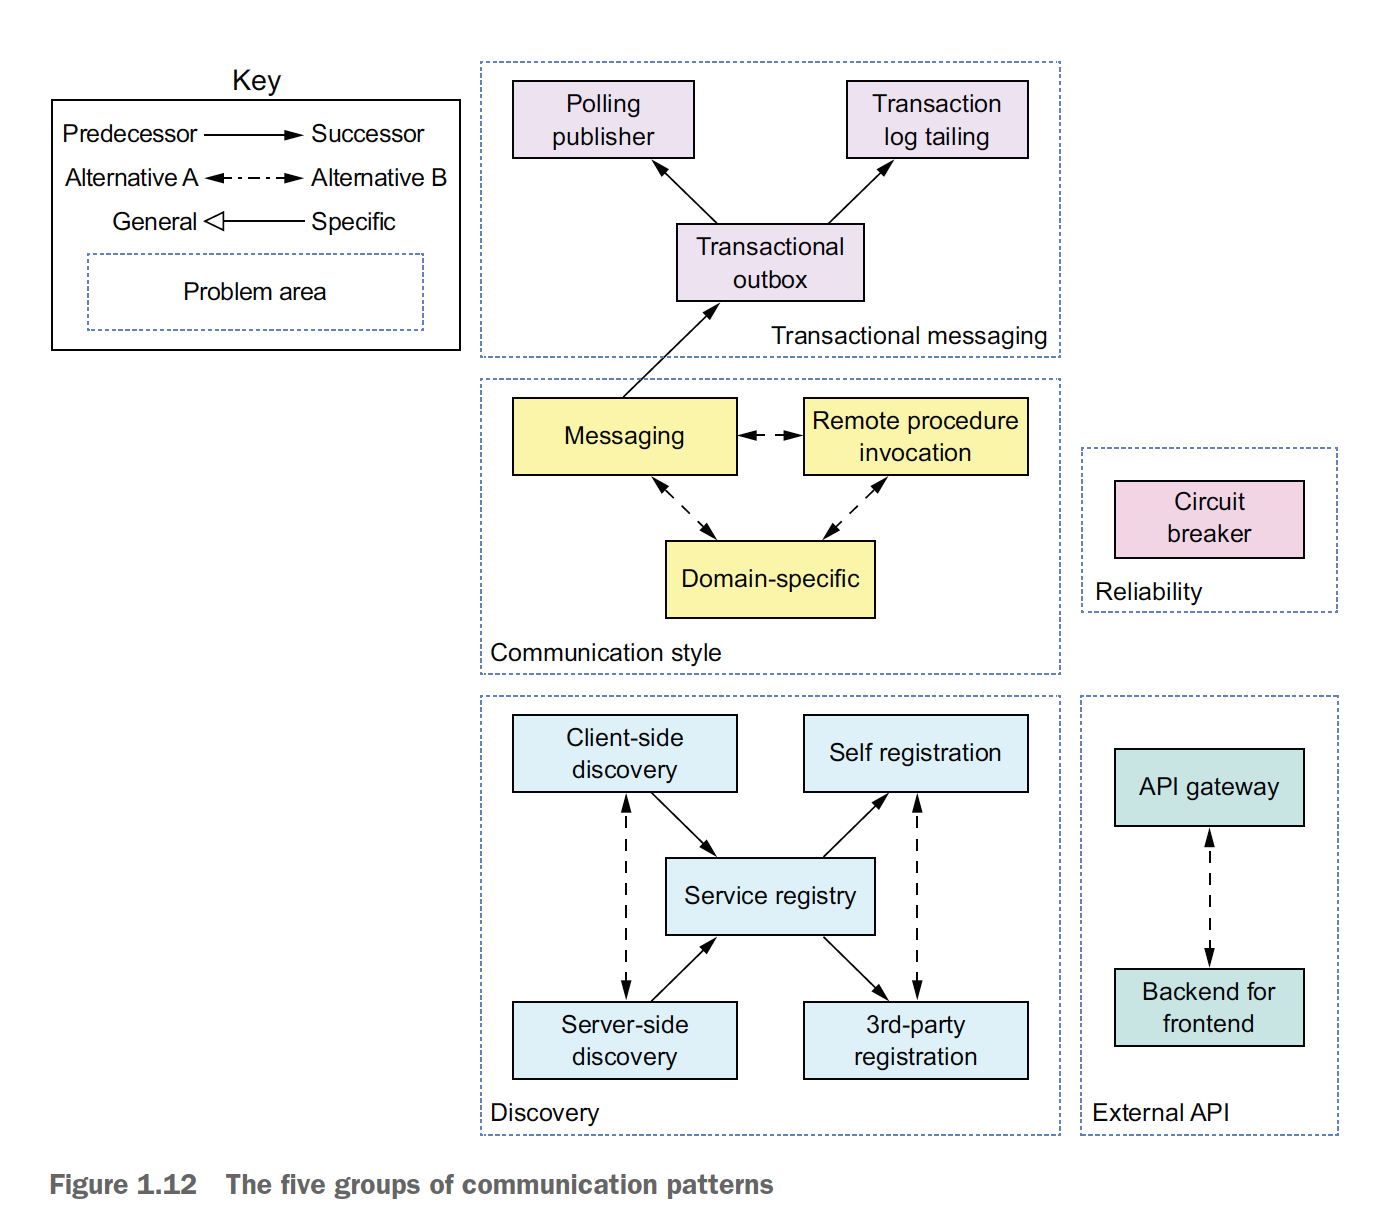 Key
Predecessor
Successor
Alternative A
Alternative B
General
Specific
Problem area
Polling
publisher
Transaction
log tailing
Transactional
outbox
Transactional messaging
Messaging
Remote procedure
invocation
Domain-specific
Communication style
Circuit
breaker
Reliability
Client-side
discovery
Self registration
Service registry
Server-side
discovery
3rd-party
registration
Discovery
API gateway
Backend for
frontend
External API
Figure 1.12 The five groups of communication patterns